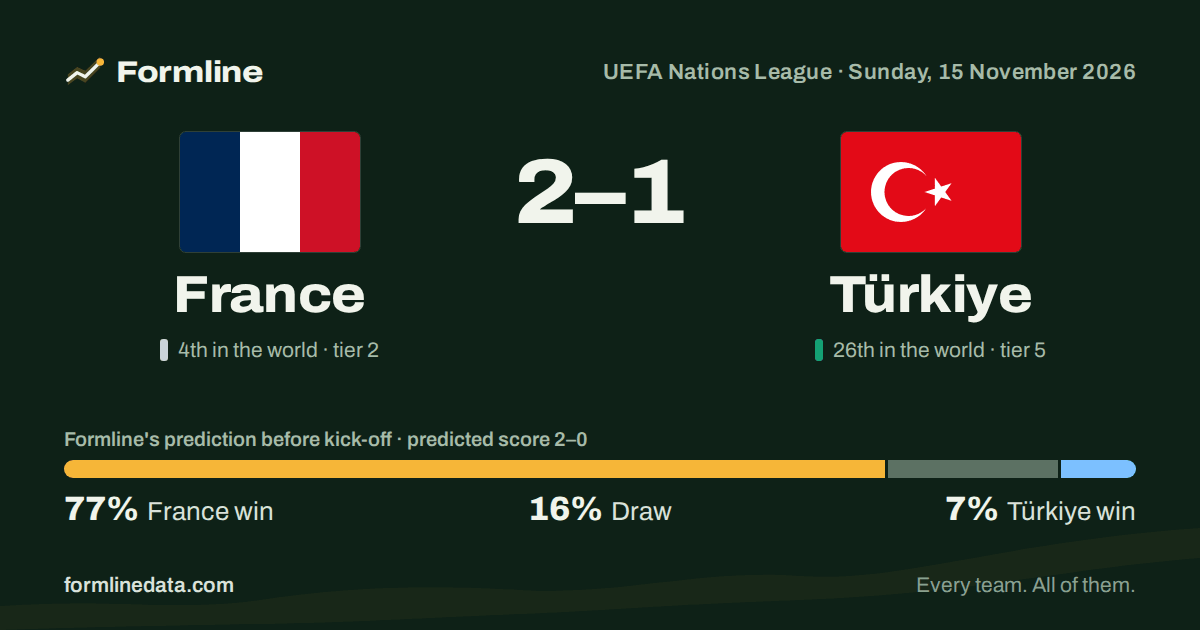 Formline
UEFA Nations League · Sunday, 15 November 2026
2–1
France
Türkiye
4th in the world · tier 2
26th in the world · tier 5
Formline's prediction before kick-off · predicted score 2–0
77% France win
16% Draw
7% Türkiye win
formlinedata.com
Every team. All of them.